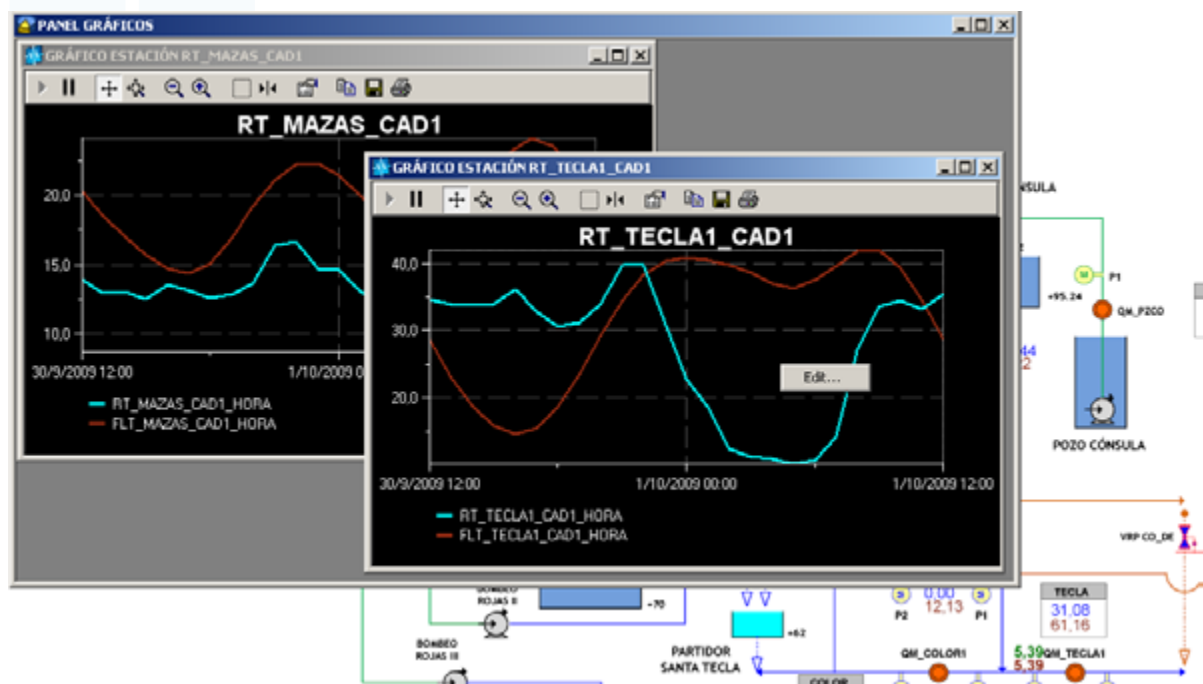 PANEL GRÁFICOS
GRÁFICO ESTACIÓN RT_MAZAS_CAD1
RT_MAZAS_CAD1
20,0
15,0
10,0
30/9/2009 12:00
1/10/2009 0
RT_MAZAS_CAD1_HORA
FLT_MAZAS_CAD1_HORA
GRÁFICO ESTACIÓN RT_TECLA1_CAD1
RT_TECLA1_CAD1
40,0
30,0
20,0
Edit...
30/9/2009 12:00
1/10/2009 00:00
1/10/2009 12:00
RT_TECLA1_CAD1_HORA
FLT_TECLA1_CAD1_HORA
NSULA
M
P1
+95.24
QM_PZCO
44
2
POZO CÓNSULA
VRP CO_DE
BOMBEO
ROJAS II
-70
BOMBEO
ROJAS III
+62
PARTIDOR
SANTA TECLA
S
0,00
S
P2
12,13
P1
TECLA
31,08
61,16
QM_COLOR1
5,39
QM_TECLA1
5,39
COLOR